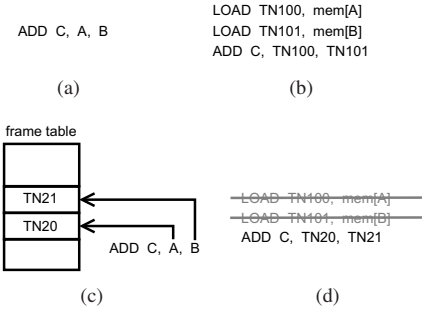 ADD C, A, B
(a)
LOAD TN100, mem[A]
LOAD TN101, mem[B]
ADD C, TN100, TN101
(b)
frame table
TN21
TN20
ADD C, A, B
(c)
LOAD TN100, mem[A]
LOAD TN101, mem[B]
ADD C, TN20, TN21
(d)